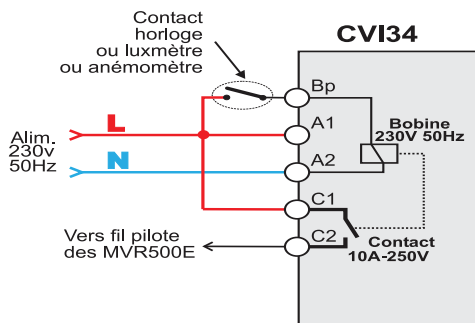 Contact
horloge
ou luxmètre
ou anémomètre
CVI34
Bp
Bobine
230V 50Hz
L
A1
Alim.
230v
50Hz
N
A2
C1
Vers fil pilote
des MVR500E
C2
Contact
10A-250V